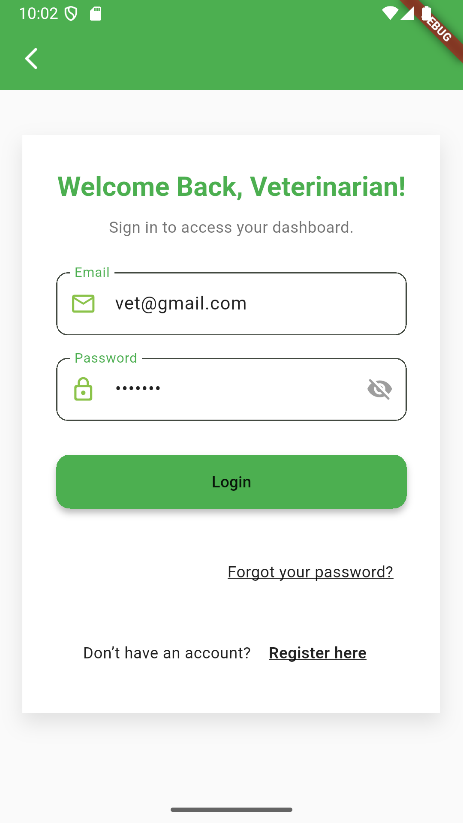 10:02
EBUG
Welcome Back, Veterinarian!
Sign in to access your dashboard.
Email
vet@gmail.com
Password
•••••••
Login
Forgot your password?
Don't have an account? Register here